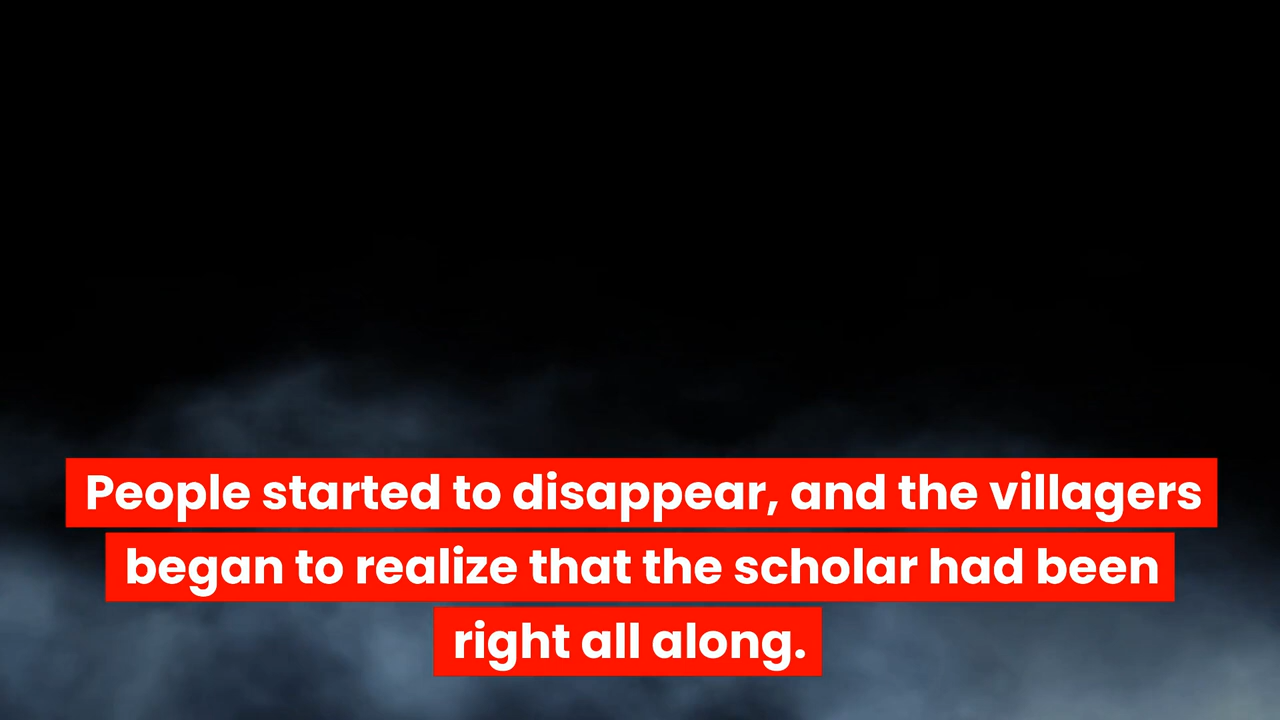 People started to disappear, and the villagers
began to realize that the scholar had been
right all along.